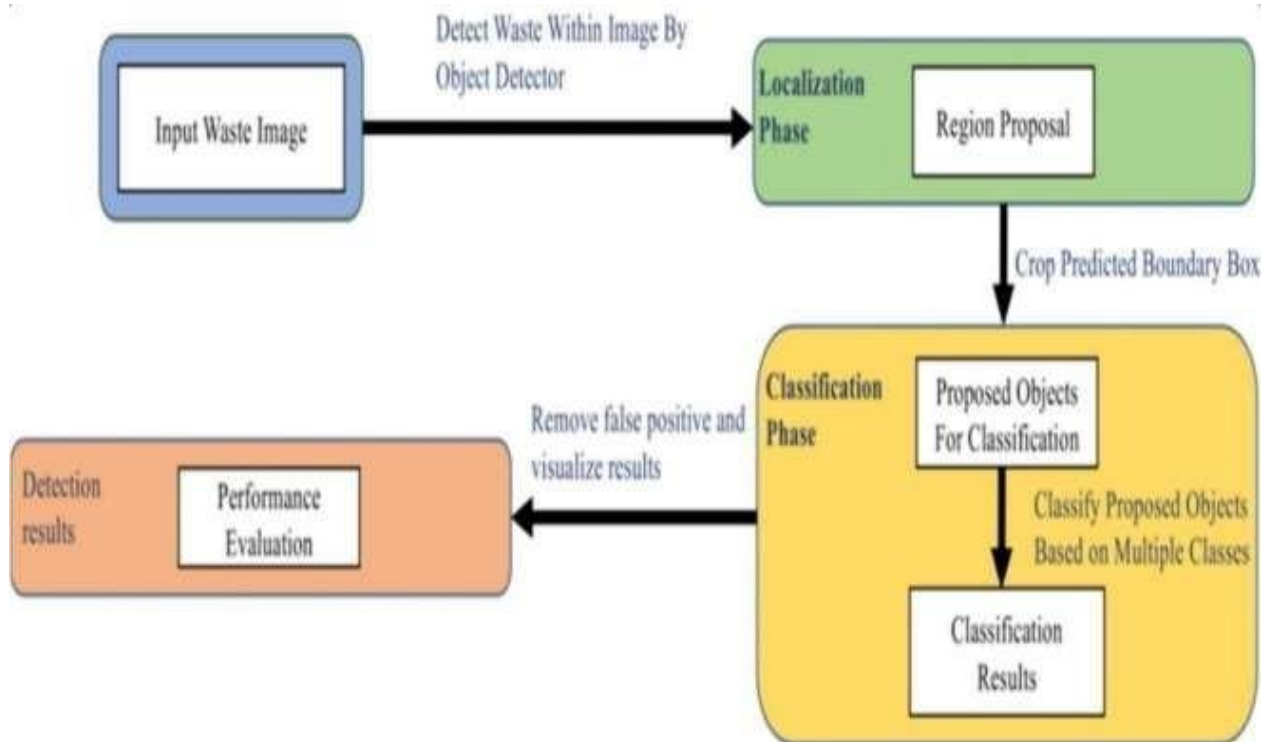 Input Waste Image
Detect Waste Within Image By
Object Detector
Localization
Phase
Region Proposal
Crop Predicted Boundary Box
Classification
Phase
Proposed Objects
For Classification
Classify Proposed Objects
Based on Multiple Classes
Classification
Results
Remove false positive and
visualize results
Detection
results
Performance
Evaluation